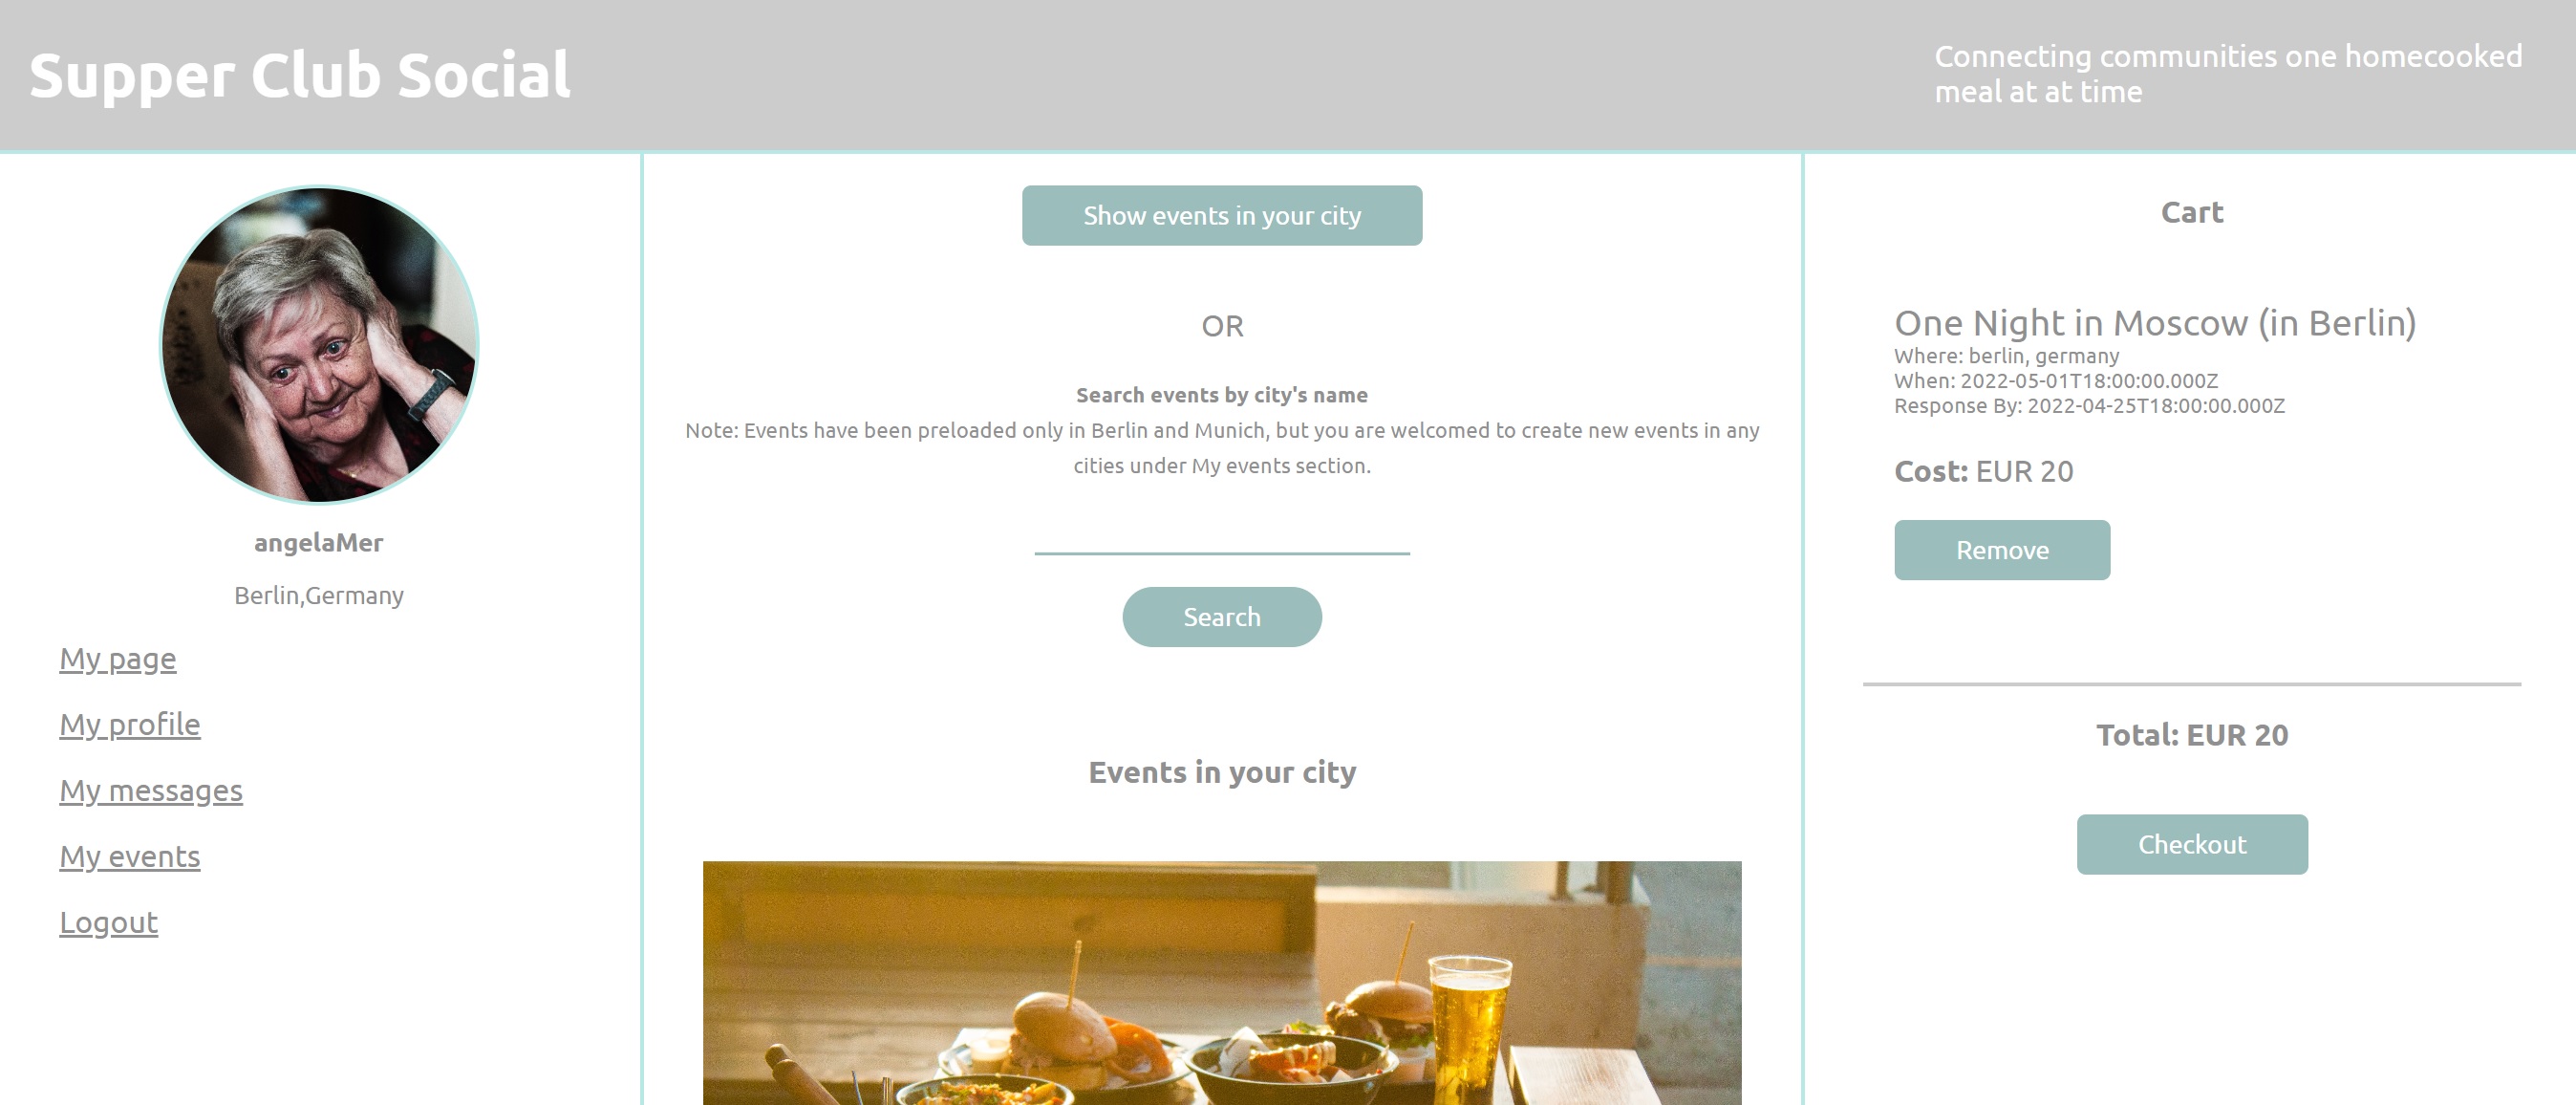 Supper Club Social
Connecting communities one homecooked
meal at at time
angelaMer
Berlin,Germany
My page
My profile
My messages
My events
Logout
Show events in your city
OR
Search events by city's name
Note: Events have been preloaded only in Berlin and Munich, but you are welcomed to create new events in any
cities under My events section.
Search
Events in your city
Cart
One Night in Moscow (in Berlin)
Where: berlin, germany
When: 2022-05-01T18:00:00.000Z
Response By: 2022-04-25T18:00:00.000Z
Cost: EUR 20
Remove
Total: EUR 20
Checkout